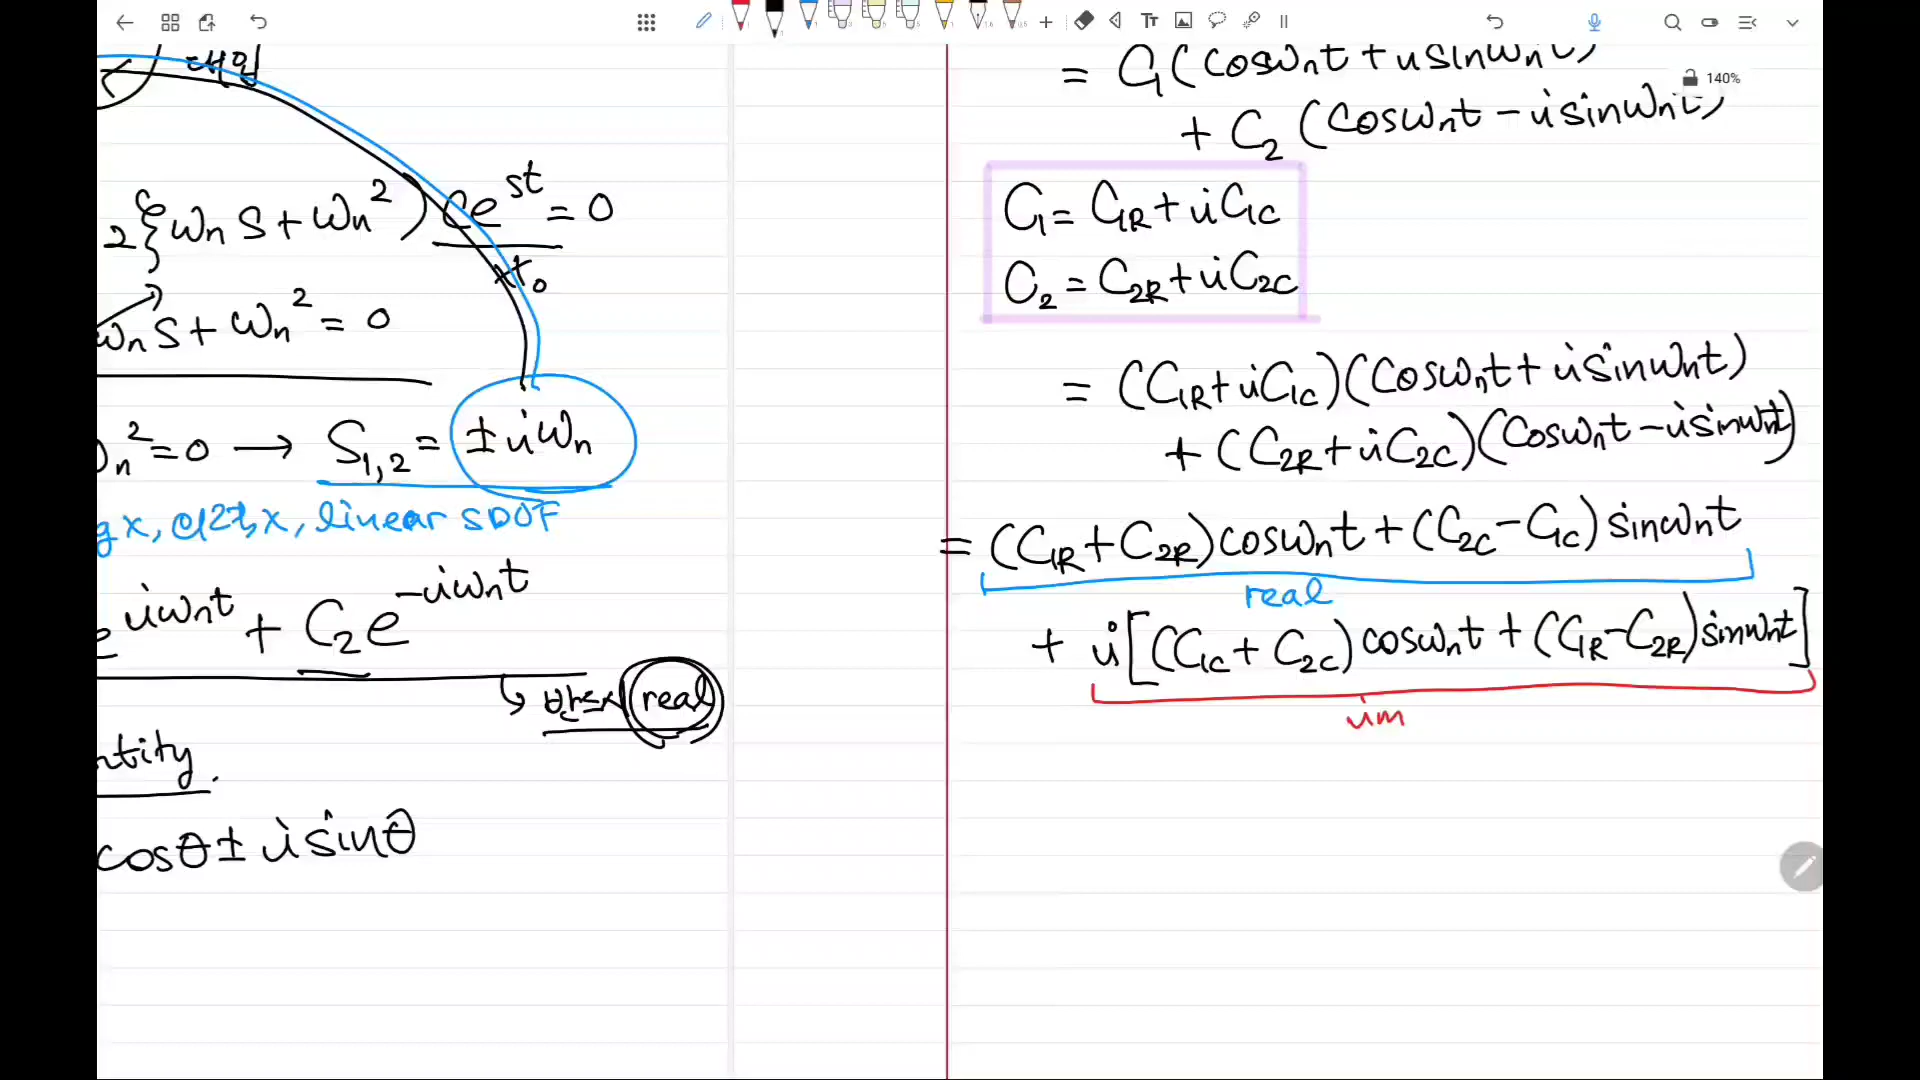 140%
2ξωₙs + ωₙ²) Ce^{st} = 0
≠0
ωₙs + ωₙ² = 0
ωₙ² = 0 → S₁,₂ = ± iωₙ
linear SDOF
e^{iωₙt} + C₂e^{-iωₙt}
real
ntity.
cosθ ± i sinθ
= C₁(cosωₙt + i sinωₙt)
+ C₂(cosωₙt - i sinωₙt)
C₁ = C₁R + iC₁C
C₂ = C₂R + iC₂C
= (C₁R + iC₁C)(cosωₙt + i sinωₙt)
+ (C₂R + iC₂C)(cosωₙt - i sinωₙt)
= (C₁R + C₂R)cosωₙt + (C₂C - C₁C) sinωₙt
real
+ i[(C₁C + C₂C) cosωₙt + (C₁R - C₂R) sinωₙt]
im